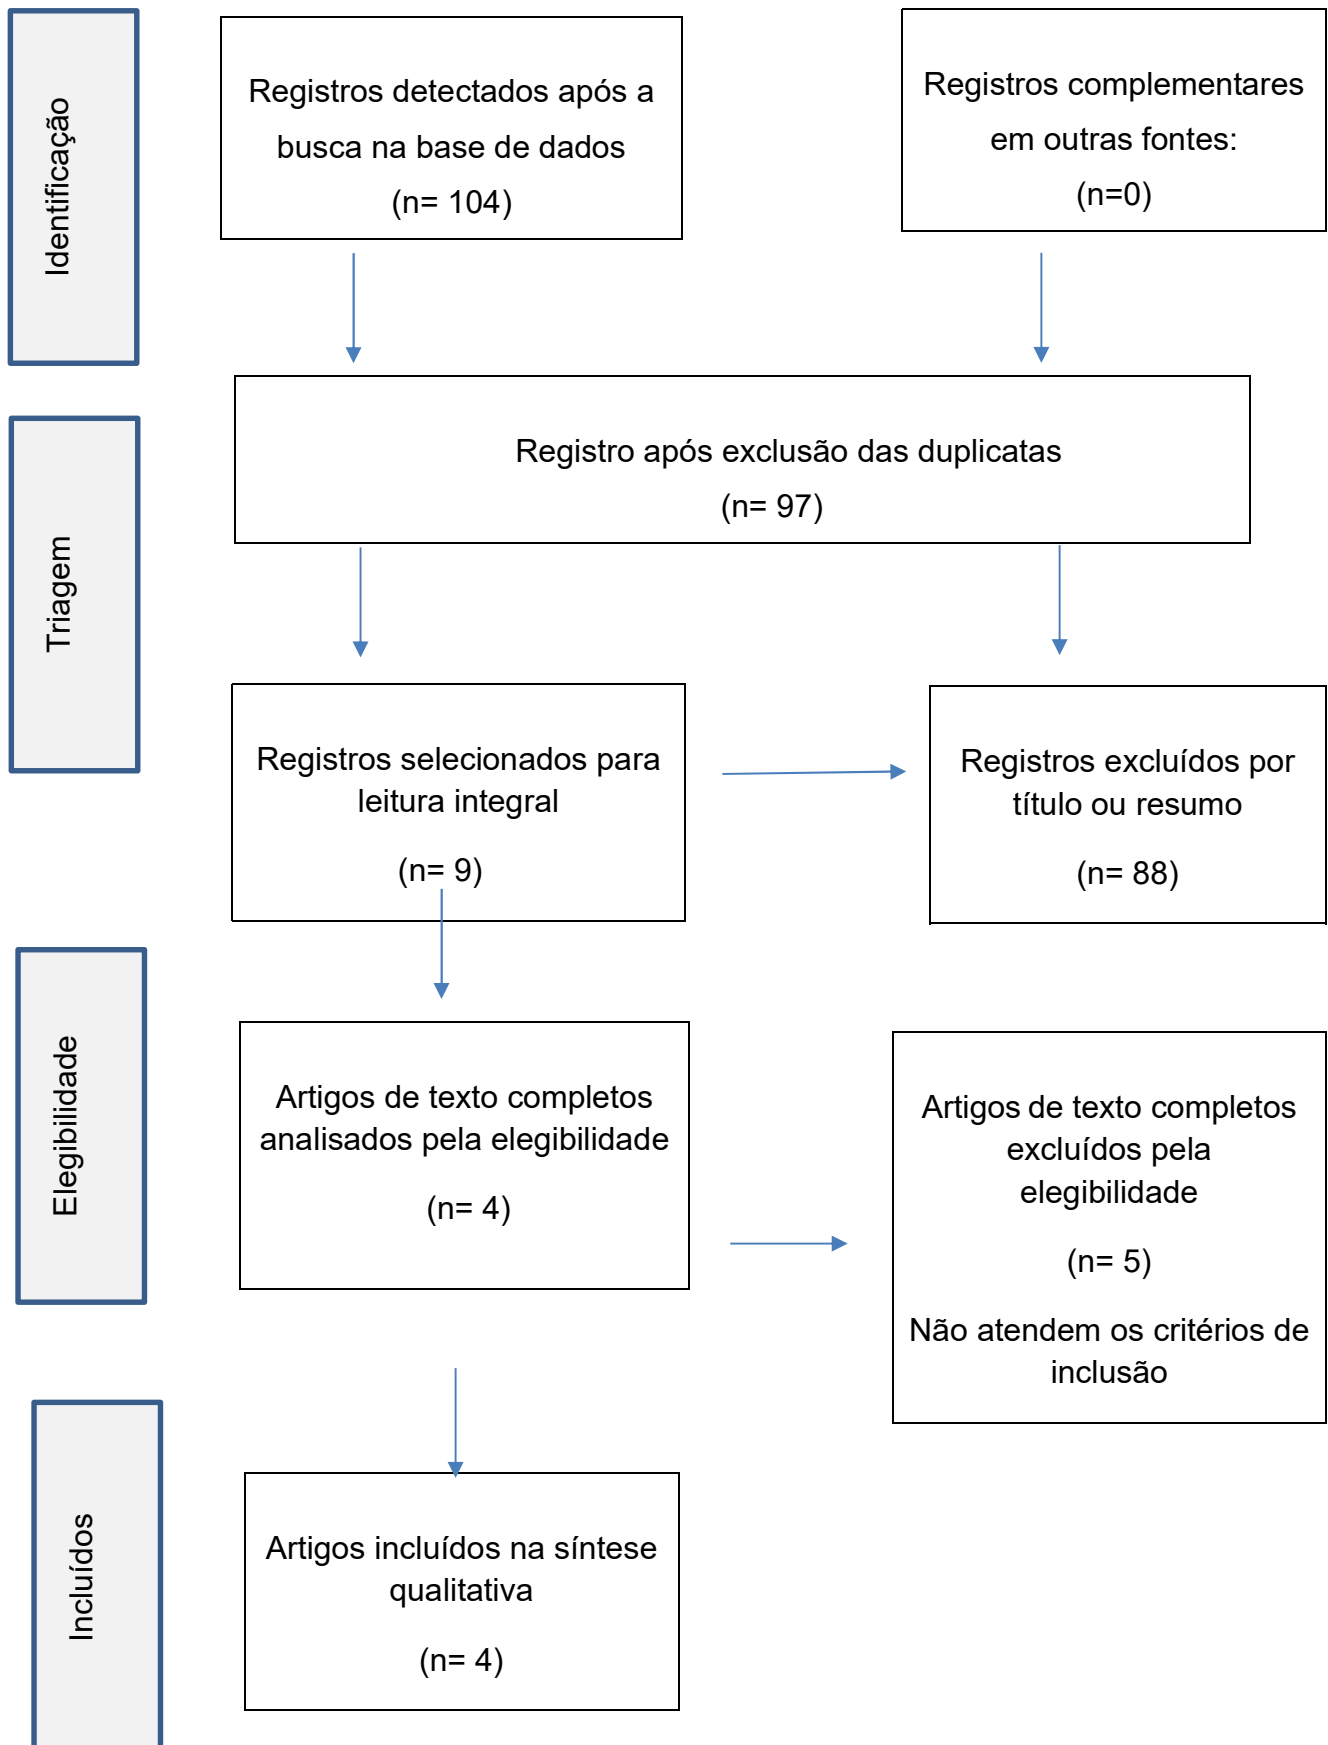 Identificação
Registros detectados após a
busca na base de dados
(n= 104)
Registros complementares
em outras fontes:
(n=0)
Triagem
Registro após exclusão das duplicatas
(n= 97)
Registros selecionados para
leitura integral
(n= 9)
Registros excluídos por
título ou resumo
(n= 88)
Elegibilidade
Artigos de texto completos
analisados pela elegibilidade
(n= 4)
Artigos de texto completos
excluídos pela
elegibilidade
(n= 5)
Não atendem os critérios de
inclusão
Incluídos
Artigos incluídos na síntese
qualitativa
(n= 4)